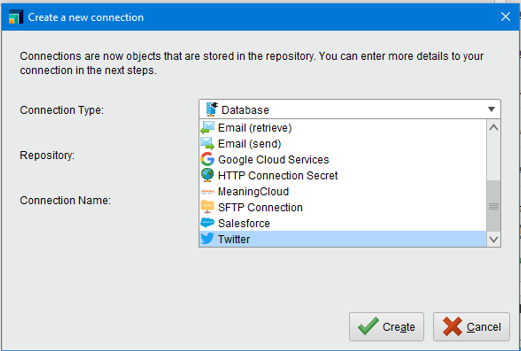 Create a new connection
Connections are now objects that are stored in the repository. You can enter more details to your
connection in the next steps.
Connection Type:
Database
Email (retrieve)
Email (send)
Google Cloud Services
Repository:
HTTP Connection Secret
MeaningCloud
Connection Name:
SFTP Connection
Salesforce
Twitter
Create
Cancel